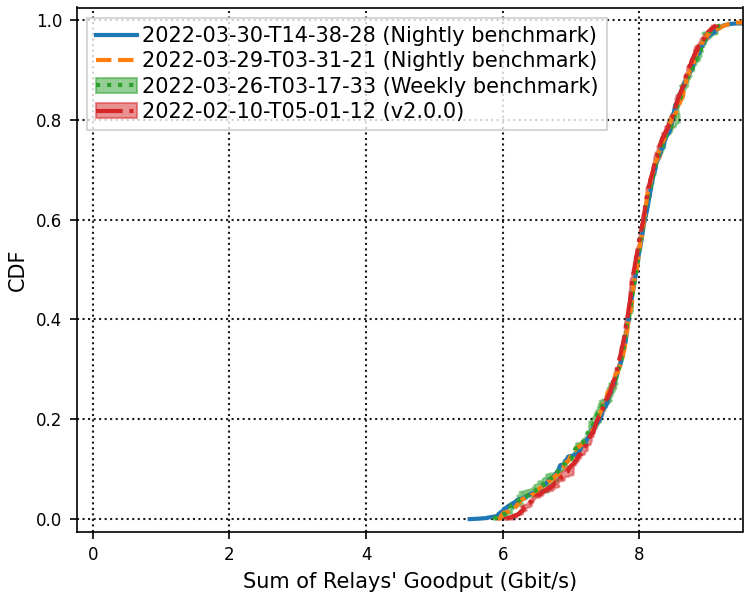 1.0
0.8
0.6
0.4
0.2
0.0
CDF
2022-03-30-T14-38-28 (Nightly benchmark)
2022-03-29-T03-31-21 (Nightly benchmark)
2022-03-26-T03-17-33 (Weekly benchmark)
2022-02-10-T05-01-12 (v2.0.0)
0 2 4 6 8
Sum of Relays' Goodput (Gbit/s)